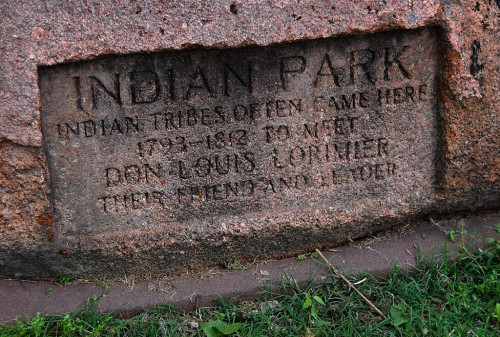 INDIAN PARK
INDIAN TRIBES OFTEN CAME HERE
1793-1812 TO MEET
DON LOUIS LORIMIER
THEIR FRIEND AND LEADER